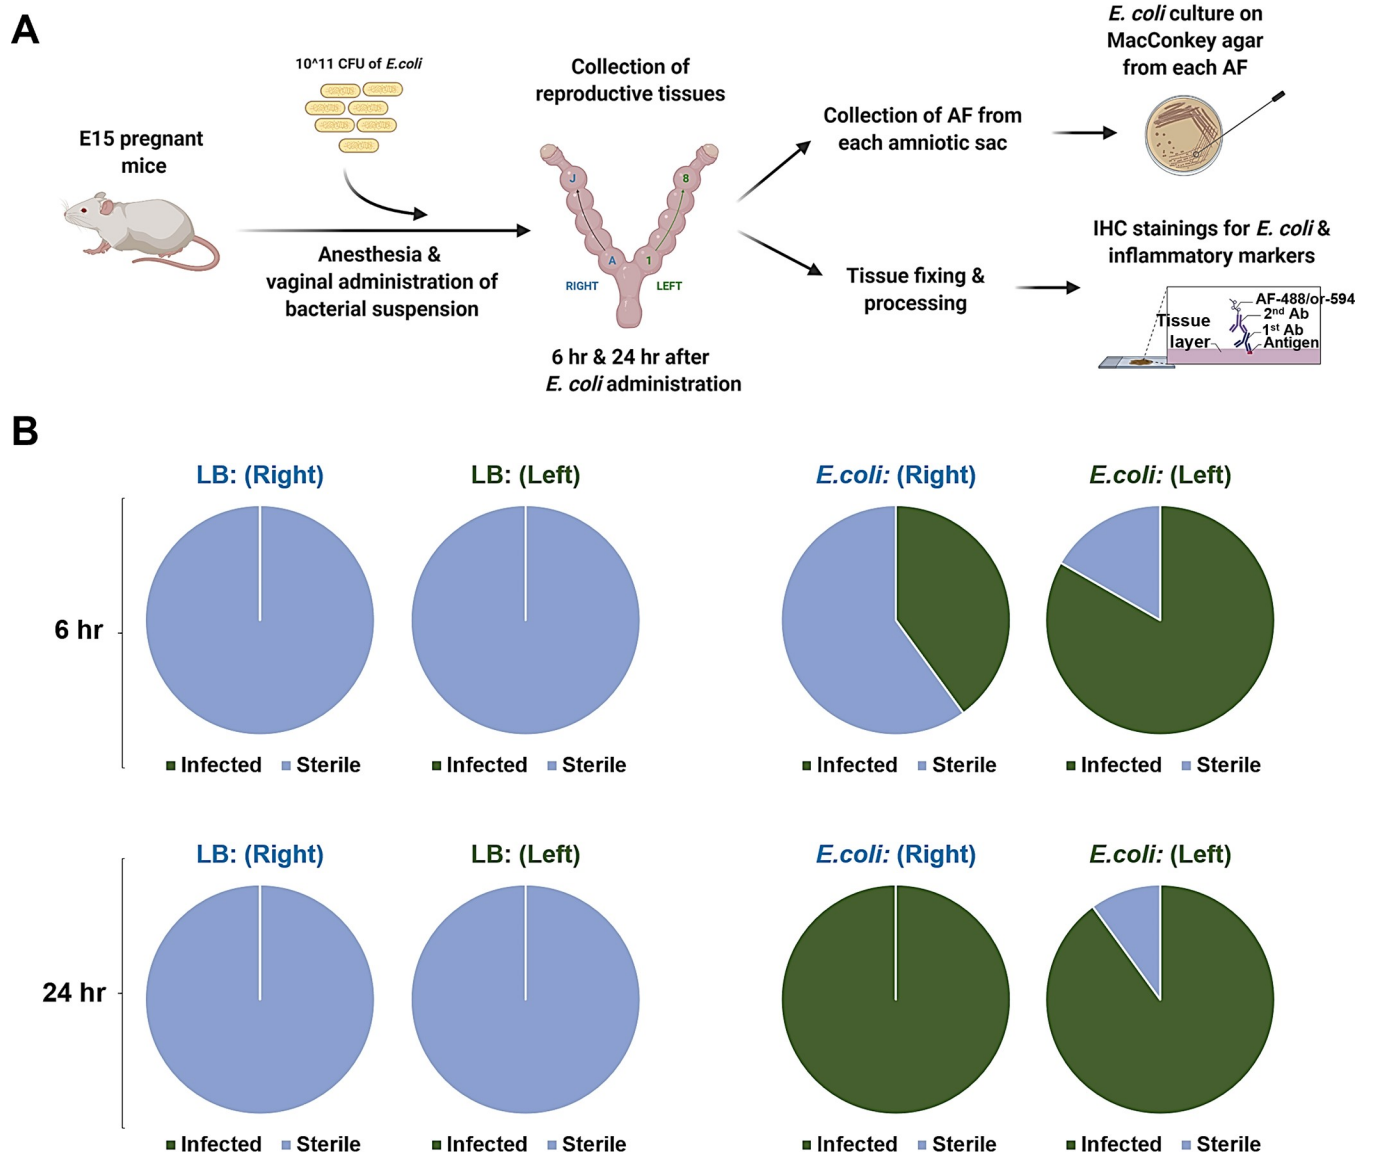 A
E15 pregnant
mice
10^11 CFU of E.coli
Anesthesia &
vaginal administration of
bacterial suspension
Collection of
reproductive tissues
J
8
A
1
RIGHT
LEFT
6 hr & 24 hr after
E. coli administration
Collection of AF from
each amniotic sac
E. coli culture on
MacConkey agar
from each AF
Tissue fixing &
processing
IHC stainings for E. coli &
inflammatory markers
AF-488/or-594
2nd Ab
1st Ab
Antigen
Tissue
layer
B
LB: (Right)
LB: (Left)
E.coli: (Right)
E.coli: (Left)
6 hr
Infected Sterile
Infected Sterile
Infected Sterile
Infected Sterile
LB: (Right)
LB: (Left)
E.coli: (Right)
E.coli: (Left)
24 hr
Infected Sterile
Infected Sterile
Infected Sterile
Infected Sterile